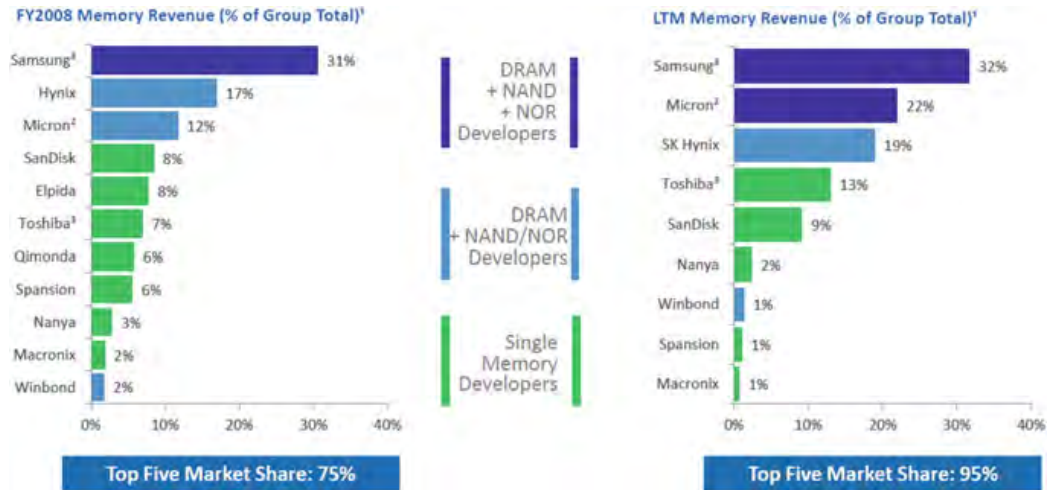 FY2008 Memory Revenue (% of Group Total)¹
Samsung³ 31%
Hynix 17%
Micron² 12%
SanDisk 8%
Elpida 8%
Toshiba³ 7%
Qimonda 6%
Spansion 6%
Nanya 3%
Macronix 2%
Winbond 2%
0% 10% 20% 30% 40%
Top Five Market Share: 75%
DRAM
+ NAND
+ NOR
Developers
DRAM
+ NAND/NOR
Developers
Single
Memory
Developers
LTM Memory Revenue (% of Group Total)¹
Samsung³ 32%
Micron² 22%
SK Hynix 19%
Toshiba³ 13%
SanDisk 9%
Nanya 2%
Winbond 1%
Spansion 1%
Macronix 1%
0% 10% 20% 30% 40%
Top Five Market Share: 95%